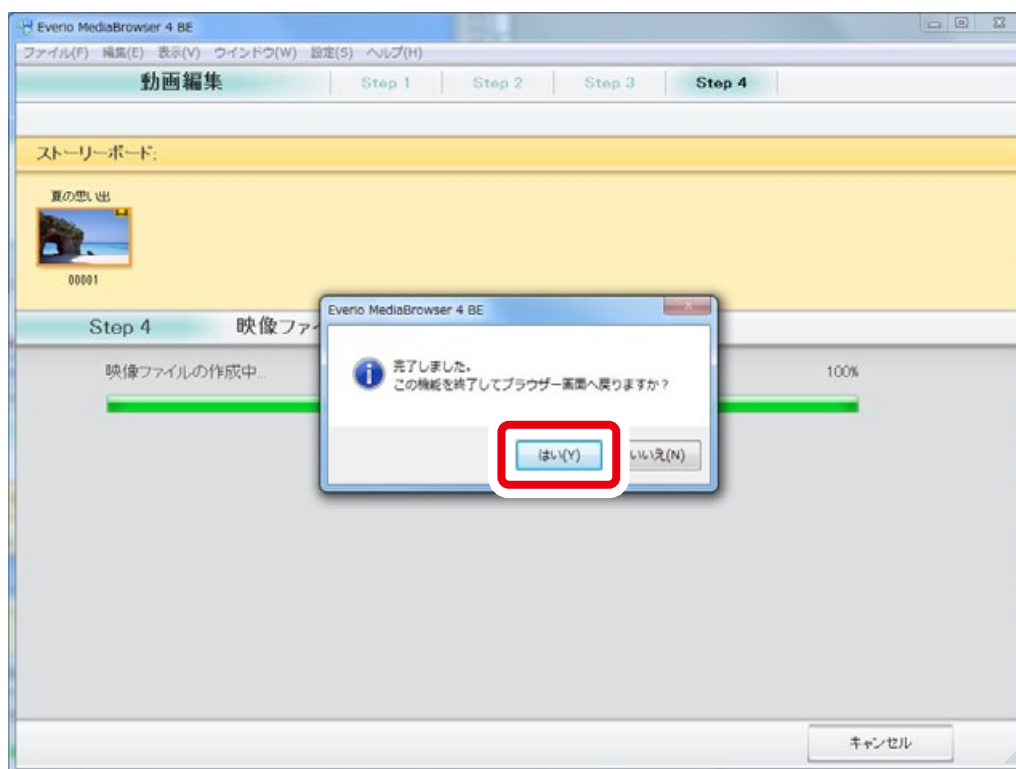 Everio MediaBrowser 4 BE
ファイル(F) 編集(E) 表示(V) ウインドウ(W) 設定(S) ヘルプ(H)
動画編集 Step 1 Step 2 Step 3 Step 4
ストーリーボード:
夏の思い出
00001
Step 4 映像ファ
映像ファイルの作成中... 100%
Everio MediaBrowser 4 BE
完了しました。
この機能を終了してブラウザー画面へ戻りますか？
はい(Y) いいえ(N)
キャンセル